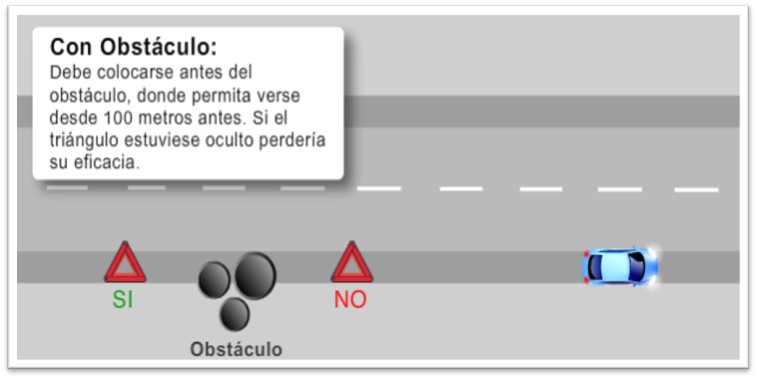 Con Obstáculo:
Debe colocarse antes del
obstáculo, donde permita verse
desde 100 metros antes. Si el
triángulo estuviese oculto perdería
su eficacia.
SI
NO
Obstáculo